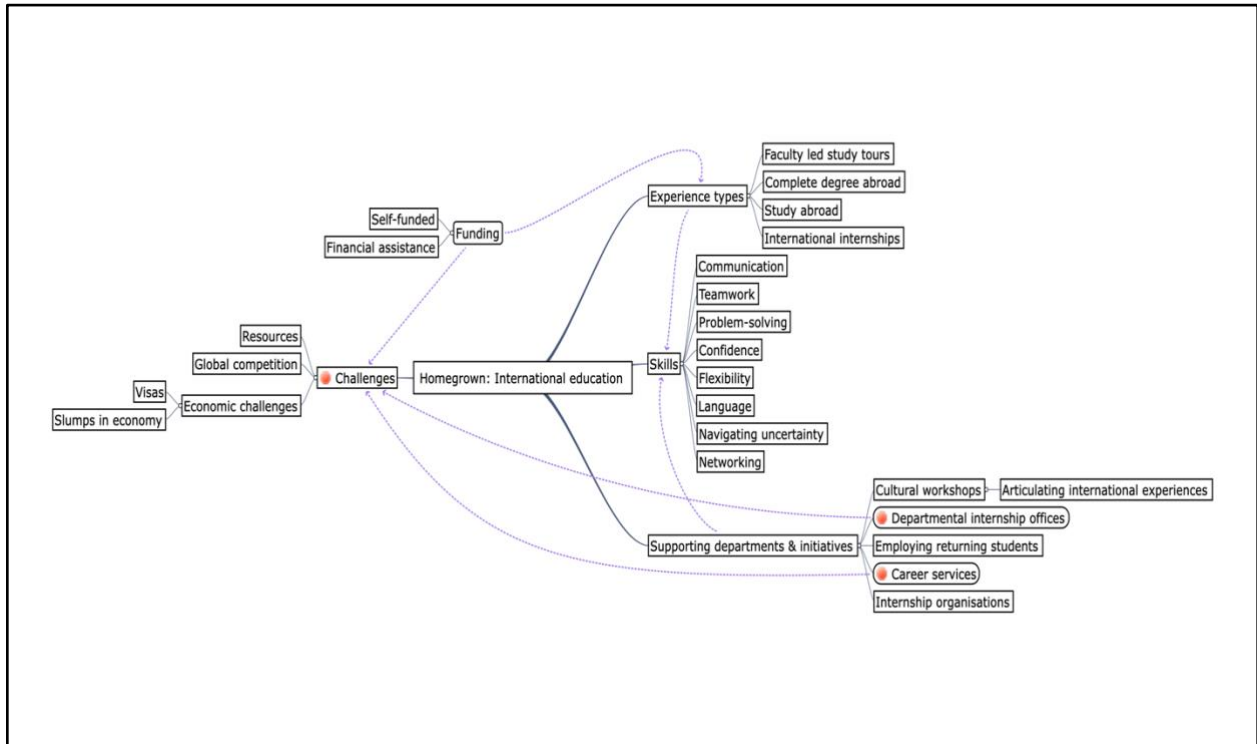 Faculty led study tours
Complete degree abroad
Experience types
Study abroad
International internships
Self-funded
Funding
Financial assistance
Communication
Teamwork
Problem-solving
Confidence
Skills
Flexibility
Language
Navigating uncertainty
Networking
Resources
Global competition
Challenges
Homegrown: International education
Visas
Economic challenges
Slumps in economy
Cultural workshops
Articulating international experiences
Departmental internship offices
Supporting departments & initiatives
Employing returning students
Career services
Internship organisations